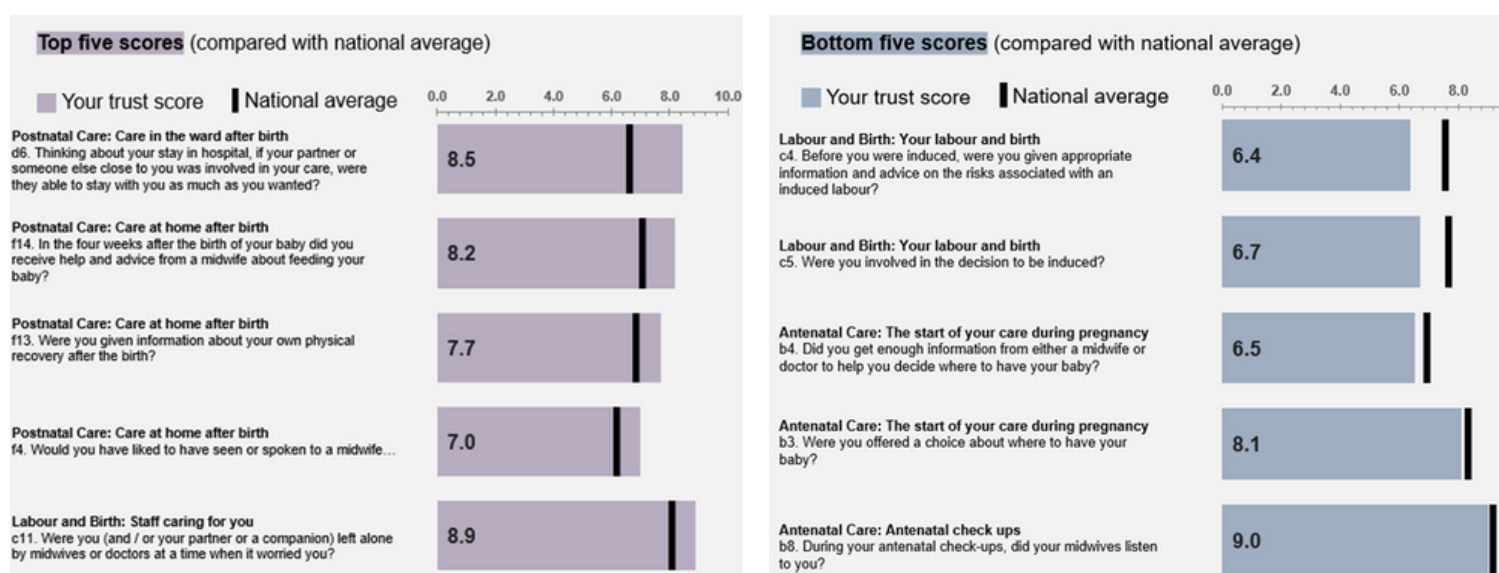 Top five scores (compared with national average)
Your trust score National average
0.0 2.0 4.0 6.0 8.0 10.0
Postnatal Care: Care in the ward after birth
d6. Thinking about your stay in hospital, if your partner or
someone else close to you was involved in your care, were
they able to stay with you as much as you wanted?
8.5
Postnatal Care: Care at home after birth
f14. In the four weeks after the birth of your baby did you
receive help and advice from a midwife about feeding your
baby?
8.2
Postnatal Care: Care at home after birth
f13. Were you given information about your own physical
recovery after the birth?
7.7
Postnatal Care: Care at home after birth
f4. Would you have liked to have seen or spoken to a midwife...
7.0
Labour and Birth: Staff caring for you
c11. Were you (and / or your partner or a companion) left alone
by midwives or doctors at a time when it worried you?
8.9
Bottom five scores (compared with national average)
Your trust score National average
0.0 2.0 4.0 6.0 8.0
Labour and Birth: Your labour and birth
c4. Before you were induced, were you given appropriate
information and advice on the risks associated with an
induced labour?
6.4
Labour and Birth: Your labour and birth
c5. Were you involved in the decision to be induced?
6.7
Antenatal Care: The start of your care during pregnancy
b4. Did you get enough information from either a midwife or
doctor to help you decide where to have your baby?
6.5
Antenatal Care: The start of your care during pregnancy
b3. Were you offered a choice about where to have your
baby?
8.1
Antenatal Care: Antenatal check ups
b8. During your antenatal check-ups, did your midwives listen
to you?
9.0